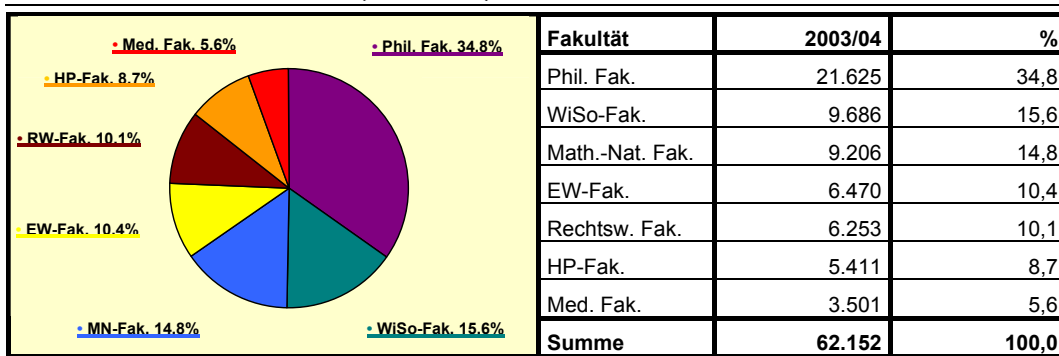 • Med. Fak. 5.6%
• Phil. Fak. 34.8%
• HP-Fak. 8.7%
• RW-Fak. 10.1%
• EW-Fak. 10.4%
• MN-Fak. 14.8%
• WiSo-Fak. 15.6%
Fakultät 2003/04 %
Phil. Fak. 21.625 34,8
WiSo-Fak. 9.686 15,6
Math.-Nat. Fak. 9.206 14,8
EW-Fak. 6.470 10,4
Rechtsw. Fak. 6.253 10,1
HP-Fak. 5.411 8,7
Med. Fak. 3.501 5,6
Summe 62.152 100,0